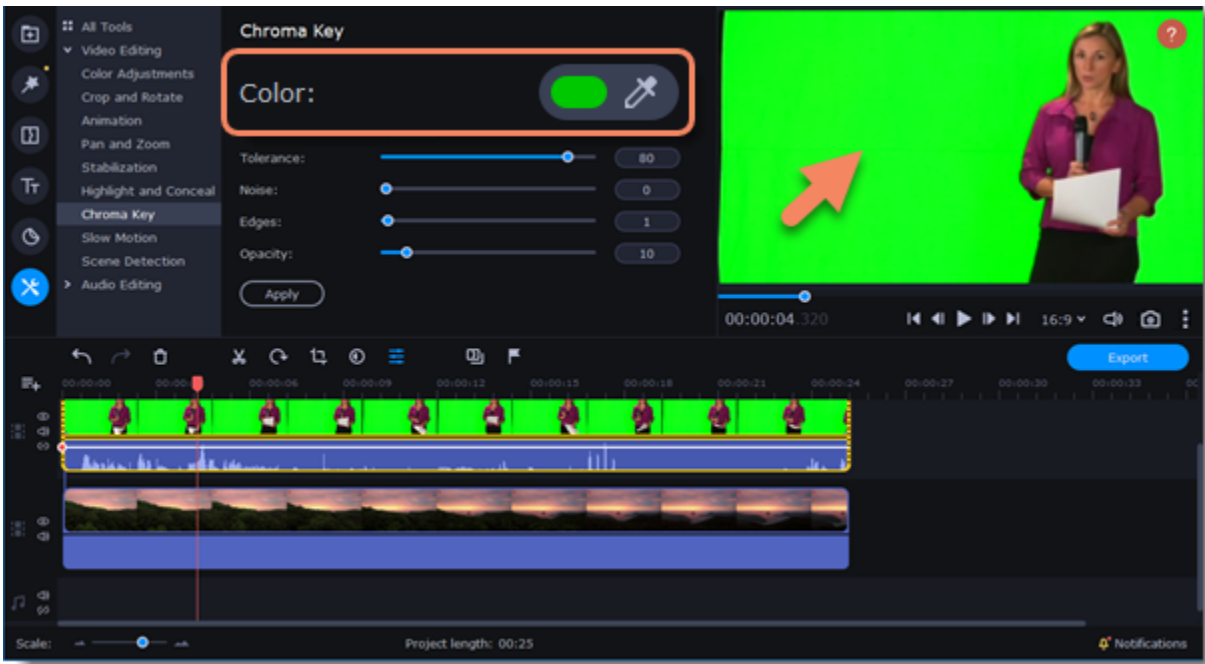 All Tools
Video Editing
Color Adjustments
Crop and Rotate
Animation
Pan and Zoom
Stabilization
Highlight and Conceal
Chroma Key
Slow Motion
Scene Detection
Audio Editing
Chroma Key
Color:
Tolerance: 80
Noise: 0
Edges: 1
Opacity: 10
Apply
?
00:00:04.320
16:9
Export
00:00:00 00:00: 00:00:06 00:00:09 00:00:12 00:00:15 00:00:18 00:00:21 00:00:24 00:00:27 00:00:30 00:00:33
Scale:
Project length: 00:25
Notifications